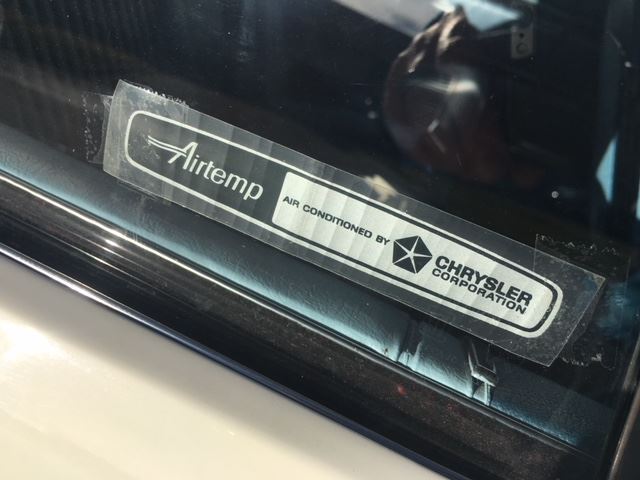 Airtemp
AIR CONDITIONED BY
CHRYSLER
CORPORATION